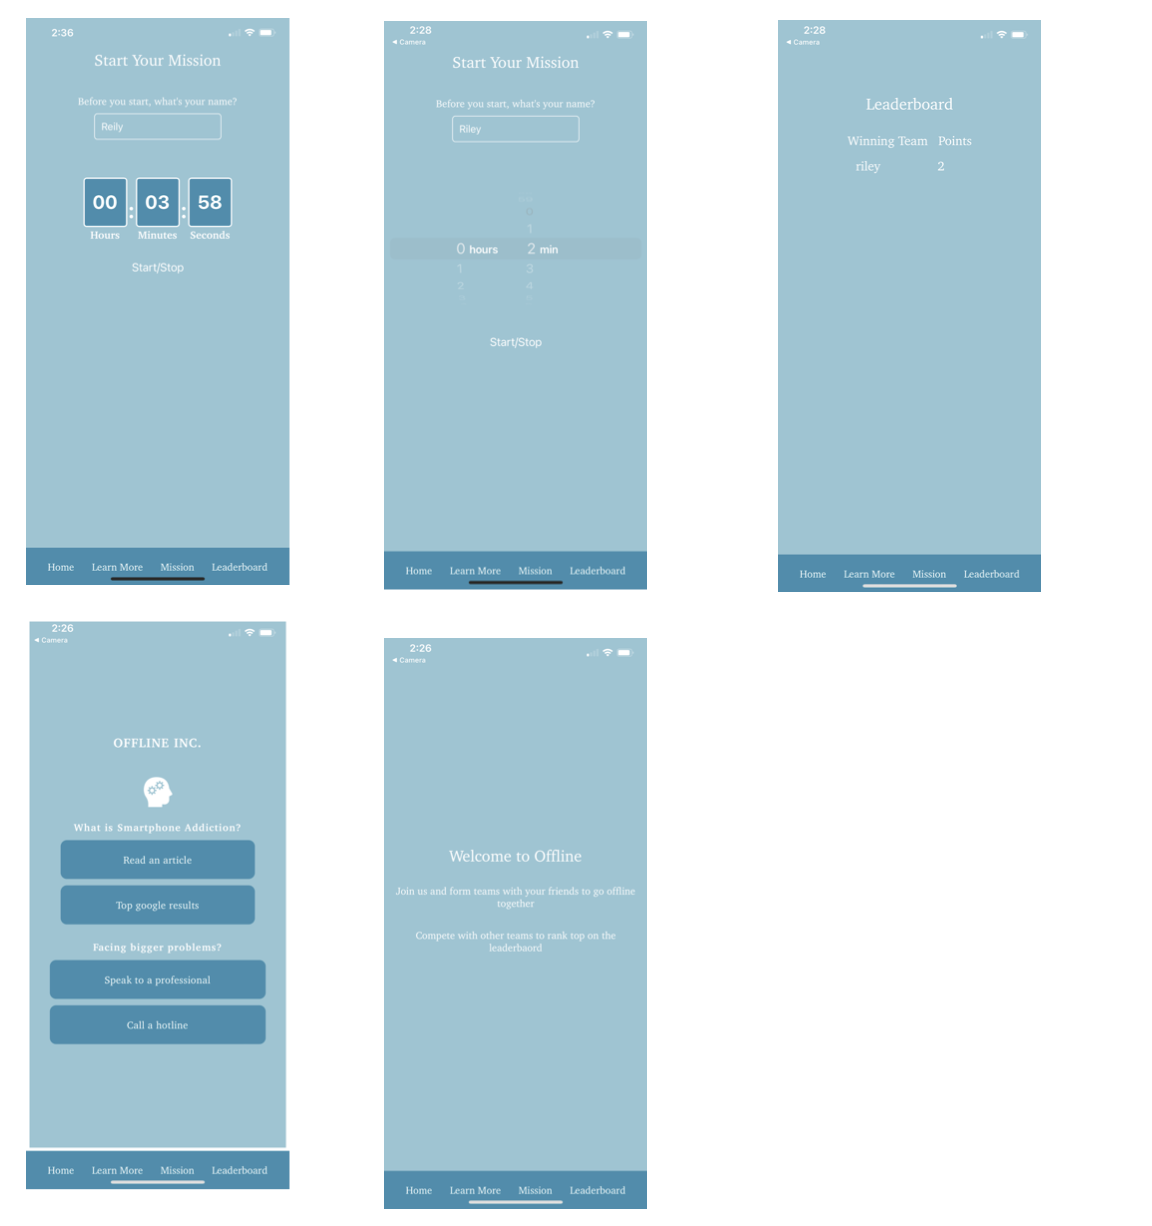 2:36
Start Your Mission
Before you start, what's your name?
Reily
00 : 03 : 58
Hours Minutes Seconds
Start/Stop
Home Learn More Mission Leaderboard
2:28
◀ Camera
Start Your Mission
Before you start, what's your name?
Riley
0
1
0 hours 2 min
1 3
2 4
Start/Stop
Home Learn More Mission Leaderboard
2:28
◀ Camera
Leaderboard
Winning Team Points
riley 2
Home Learn More Mission Leaderboard
2:26
◀ Camera
OFFLINE INC.
What is Smartphone Addiction?
Read an article
Top google results
Facing bigger problems?
Speak to a professional
Call a hotline
Home Learn More Mission Leaderboard
2:26
◀ Camera
Welcome to Offline
Join us and form teams with your friends to go offline
together
Compete with other teams to rank top on the
leaderbaord
Home Learn More Mission Leaderboard